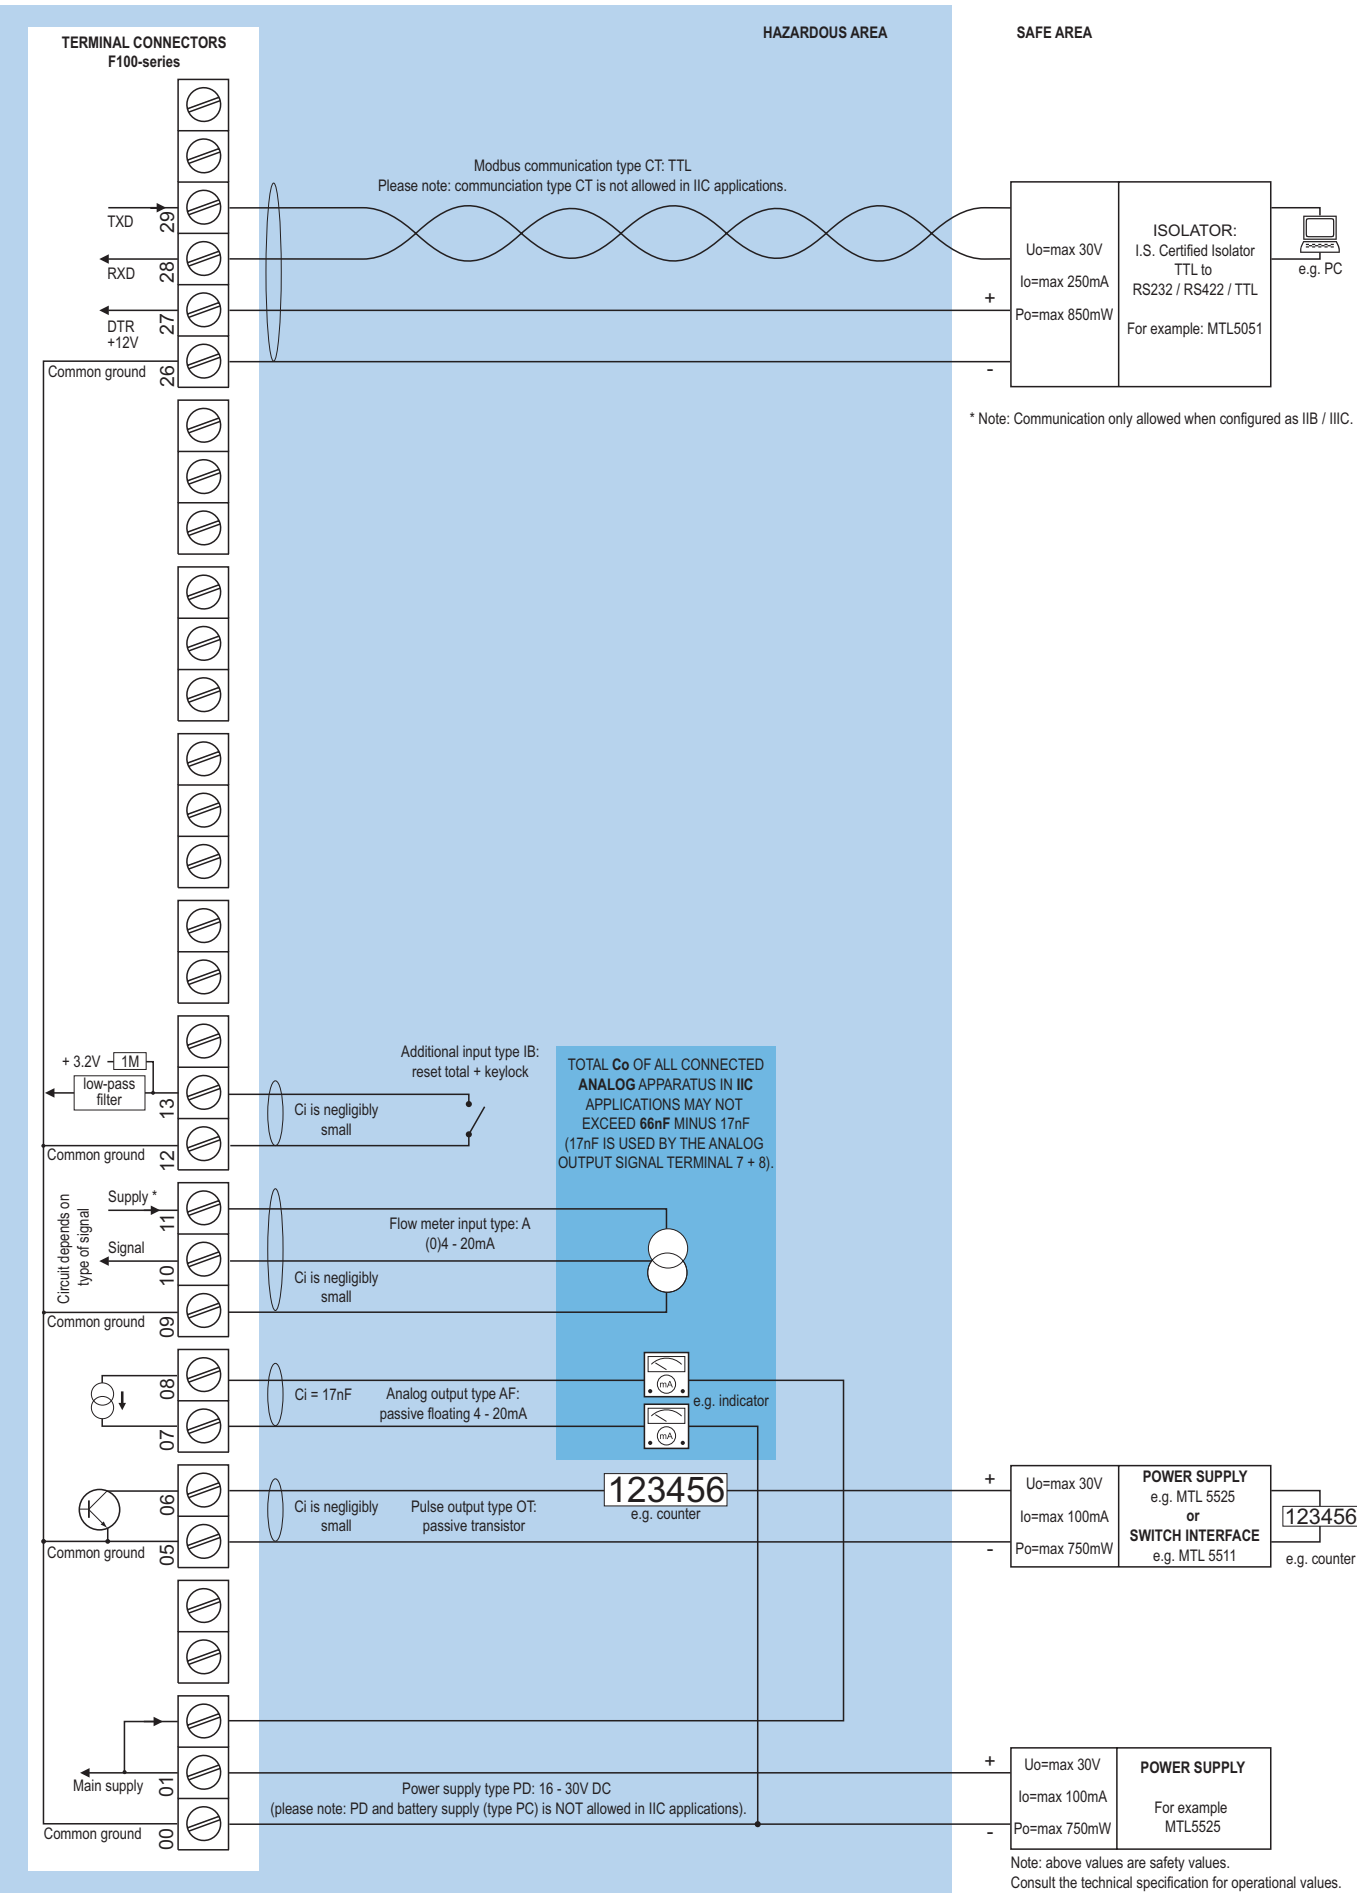 HAZARDOUS AREA
SAFE AREA
TERMINAL CONNECTORS
F100-series
Modbus communication type CT: TTL
Please note: communciation type CT is not allowed in IIC applications.
TXD
29
RXD
28
DTR
+12V
27
Common ground
26
+
-
Uo=max 30V
Io=max 250mA
Po=max 850mW
ISOLATOR:
I.S. Certified Isolator
TTL to
RS232 / RS422 / TTL
For example: MTL5051
e.g. PC
* Note: Communication only allowed when configured as IIB / IIIC.
+ 3.2V
1M
low-pass
filter
13
Common ground
12
Additional input type IB:
reset total + keylock
Ci is negligibly
small
TOTAL Co OF ALL CONNECTED
ANALOG APPARATUS IN IIC
APPLICATIONS MAY NOT
EXCEED 66nF MINUS 17nF
(17nF IS USED BY THE ANALOG
OUTPUT SIGNAL TERMINAL 7 + 8).
Circuit depends on
type of signal
Supply *
11
Signal
10
Common ground
09
Flow meter input type: A
(0)4 - 20mA
Ci is negligibly
small
08
07
Ci = 17nF
Analog output type AF:
passive floating 4 - 20mA
mA
e.g. indicator
mA
06
Common ground
05
Ci is negligibly
small
Pulse output type OT:
passive transistor
123456
e.g. counter
+
-
Uo=max 30V
Io=max 100mA
Po=max 750mW
POWER SUPPLY
e.g. MTL 5525
or
SWITCH INTERFACE
e.g. MTL 5511
123456
e.g. counter
Main supply
01
Common ground
00
Power supply type PD: 16 - 30V DC
(please note: PD and battery supply (type PC) is NOT allowed in IIC applications).
+
-
Uo=max 30V
Io=max 100mA
Po=max 750mW
POWER SUPPLY
For example
MTL5525
Note: above values are safety values.
Consult the technical specification for operational values.